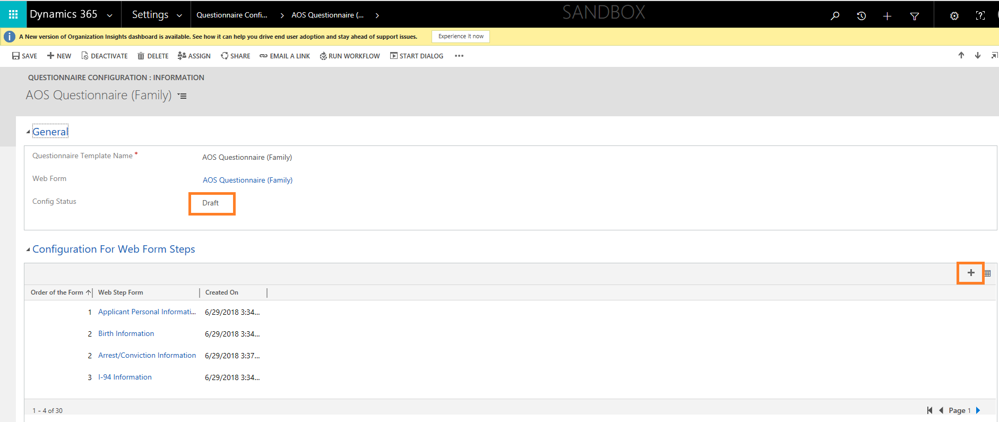 Dynamics 365 Settings Questionnaire Confi... AOS Questionnaire (... SANDBOX
A New version of Organization Insights dashboard is available. See how it can help you drive end user adoption and stay ahead of support issues. Experience it now
SAVE NEW DEACTIVATE DELETE ASSIGN SHARE EMAIL A LINK RUN WORKFLOW START DIALOG ...
QUESTIONNAIRE CONFIGURATION : INFORMATION
AOS Questionnaire (Family)
General
Questionnaire Template Name * AOS Questionnaire (Family)
Web Form AOS Questionnaire (Family)
Config Status Draft
Configuration For Web Form Steps
Order of the Form Web Step Form Created On
1 Applicant Personal Informati... 6/29/2018 3:34...
2 Birth Information 6/29/2018 3:34...
2 Arrest/Conviction Information 6/29/2018 3:37...
3 I-94 Information 6/29/2018 3:34...
1 - 4 of 30 Page 1